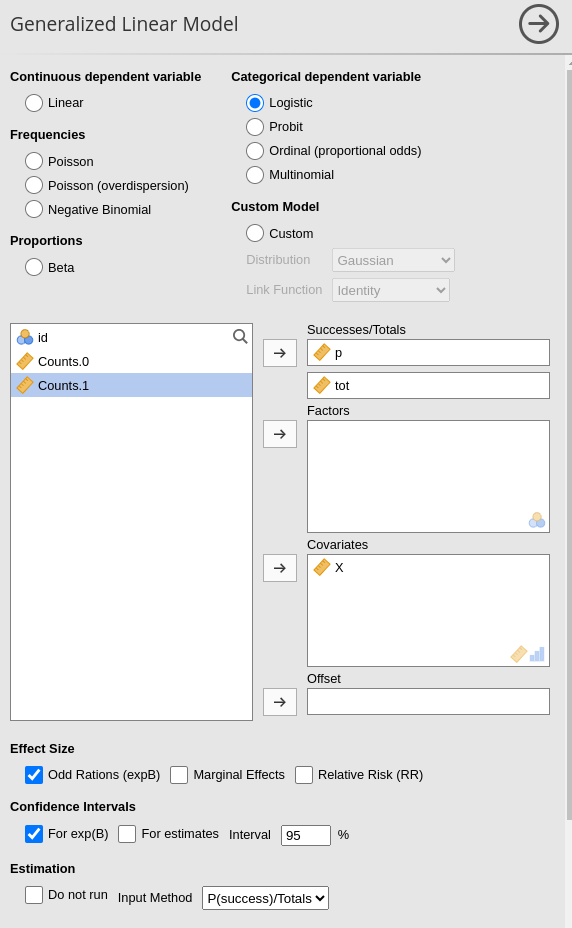 Generalized Linear Model
Continuous dependent variable
Linear
Frequencies
Poisson
Poisson (overdispersion)
Negative Binomial
Proportions
Beta
Categorical dependent variable
Logistic
Probit
Ordinal (proportional odds)
Multinomial
Custom Model
Custom
Distribution Gaussian
Link Function Identity
id
Counts.0
Counts.1
Successes/Totals
p
tot
Factors
Covariates
X
Offset
Effect Size
Odd Rations (expB) Marginal Effects Relative Risk (RR)
Confidence Intervals
For exp(B) For estimates Interval 95 %
Estimation
Do not run Input Method P(success)/Totals